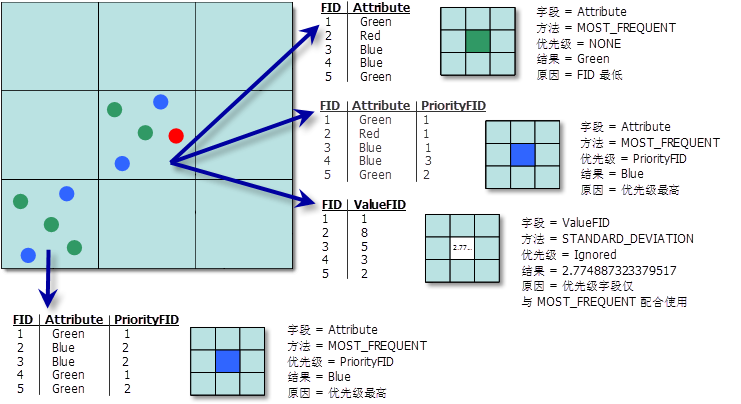 FID Attribute
1 Green
2 Red
3 Blue
4 Blue
5 Green
字段 = Attribute
方法 = MOST_FREQUENT
优先级 = NONE
结果 = Green
原因 = FID 最低
FID Attribute PriorityFID
1 Green 1
2 Red 1
3 Blue 1
4 Blue 3
5 Green 2
字段 = Attribute
方法 = MOST_FREQUENT
优先级 = PriorityFID
结果 = Blue
原因 = 优先级最高
FID ValueFID
1 1
2 8
3 5
4 3
5 2
2.77...
字段 = ValueFID
方法 = STANDARD_DEVIATION
优先级 = Ignored
结果 = 2.774887323379517
原因 = 优先级字段仅
与 MOST_FREQUENT 配合使用
FID Attribute PriorityFID
1 Green 1
2 Blue 2
3 Blue 2
4 Green 1
5 Green 2
字段 = Attribute
方法 = MOST_FREQUENT
优先级 = PriorityFID
结果 = Blue
原因 = 优先级最高